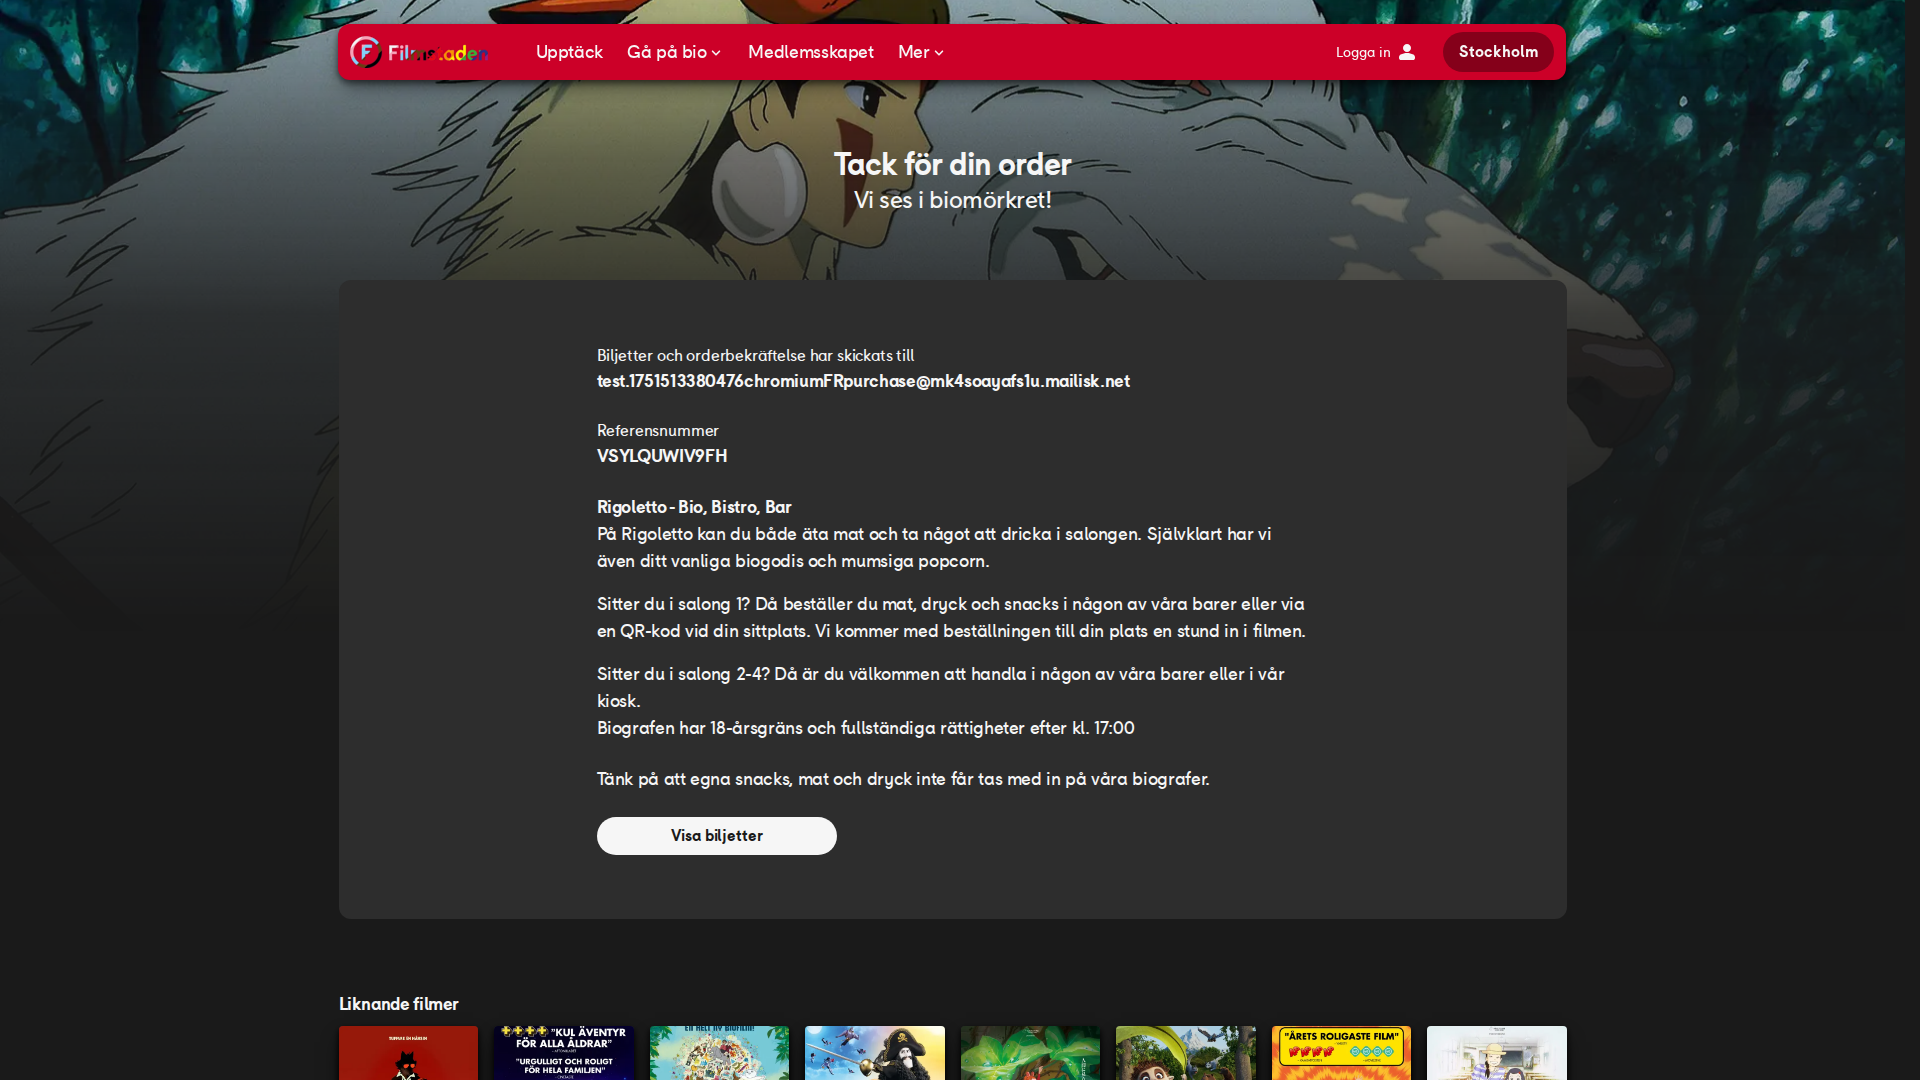 Filmstaden
Upptäck
Gå på bio
Medlemsskapet
Mer
Logga in
Stockholm
Tack för din order
Vi ses i biomörkret!
Biljetter och orderbekräftelse har skickats till
test.1751513380476chromiumFRpurchase@mk4soayafs1u.mailisk.net
Referensnummer
VSYLQUWIV9FH
Rigoletto - Bio, Bistro, Bar
På Rigoletto kan du både äta mat och ta något att dricka i salongen. Självklart har vi
även ditt vanliga biogodis och mumsiga popcorn.
Sitter du i salong 1? Då beställer du mat, dryck och snacks i någon av våra barer eller via
en QR-kod vid din sittplats. Vi kommer med beställningen till din plats en stund in i filmen.
Sitter du i salong 2-4? Då är du välkommen att handla i någon av våra barer eller i vår
kiosk.
Biografen har 18-årsgräns och fullständiga rättigheter efter kl. 17:00
Tänk på att egna snacks, mat och dryck inte får tas med in på våra biografer.
Visa biljetter
Liknande filmer
"KUL ÄVENTYR
FÖR ALLA ÅLDRAR"
"URGULLIGT OCH ROLIGT
FÖR HELA FAMILJEN"
EN HELT NY BIOFILM!
"ÅRETS ROLIGASTE FILM"